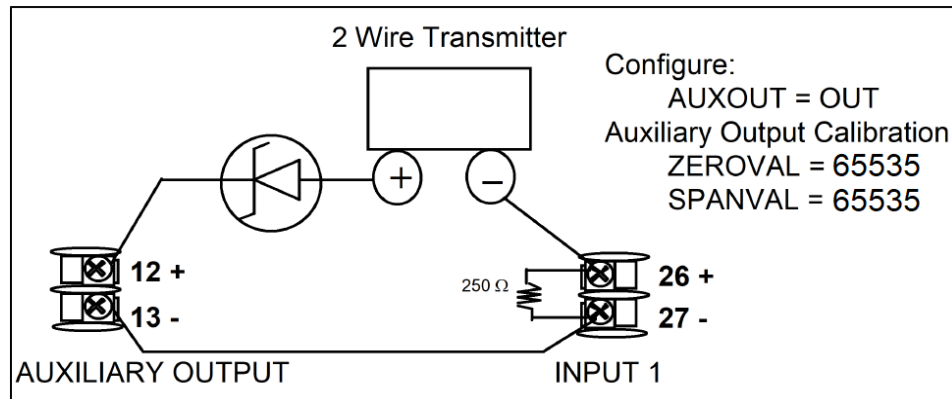 2 Wire Transmitter
Configure:
AUXOUT = OUT
Auxiliary Output Calibration
ZEROVAL = 65535
SPANVAL = 65535
+
−
12 +
13 -
250 Ω
26 +
27 -
AUXILIARY OUTPUT
INPUT 1